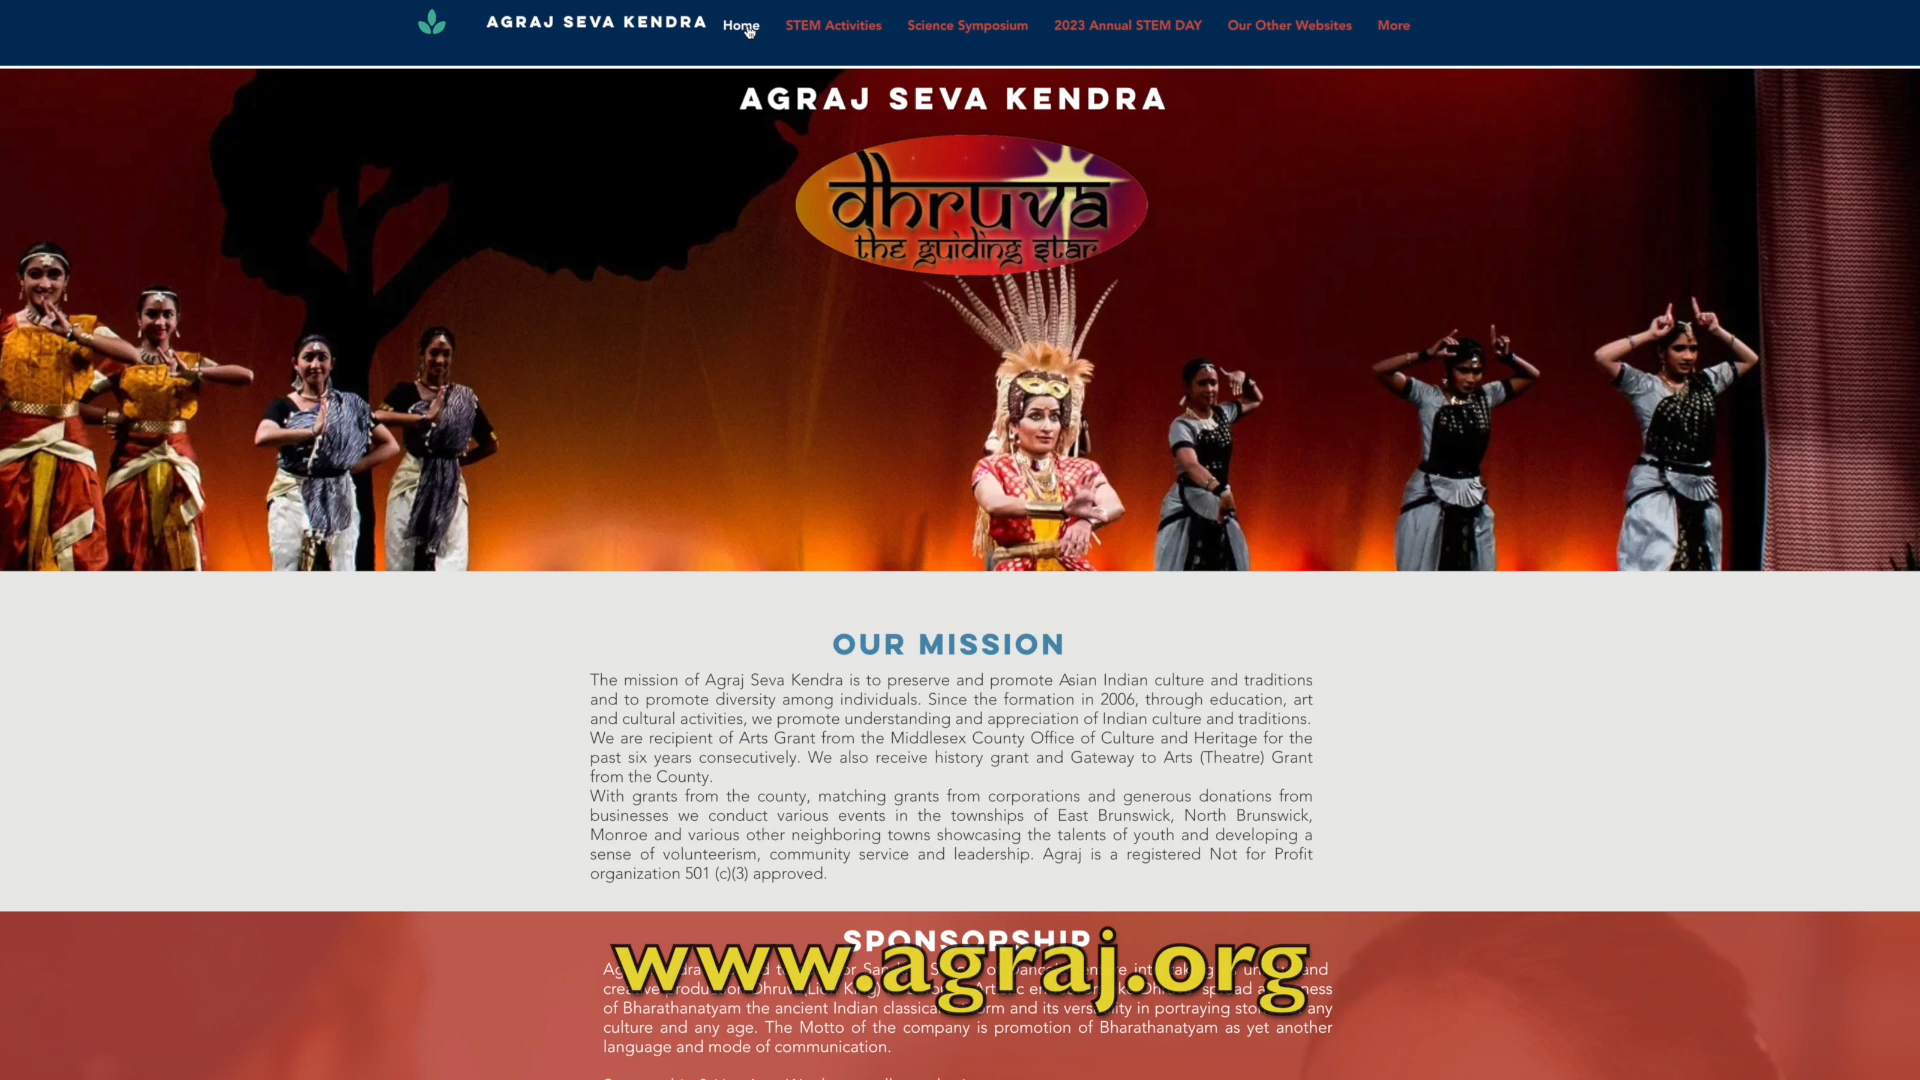 AGRAJ SEVA KENDRA
Home STEM Activities Science Symposium 2023 Annual STEM DAY Our Other Websites More
AGRAJ SEVA KENDRA
dhruva
the guiding star
OUR MISSION
The mission of Agraj Seva Kendra is to preserve and promote Asian Indian culture and traditions
and to promote diversity among individuals. Since the formation in 2006, through education, art
and cultural activities, we promote understanding and appreciation of Indian culture and traditions.
We are recipient of Arts Grant from the Middlesex County Office of Culture and Heritage for the
past six years consecutively. We also receive history grant and Gateway to Arts (Theatre) Grant
from the County.
With grants from the county, matching grants from corporations and generous donations from
businesses we conduct various events in the townships of East Brunswick, North Brunswick,
Monroe and various other neighboring towns showcasing the talents of youth and developing a
sense of volunteerism, community service and leadership. Agraj is a registered Not for Profit
organization 501 (c)(3) approved.
SPONSORSHIP
www.agraj.org
of Bharathanatyam the ancient Indian classical form and its versatility in portraying any
culture and any age. The Motto of the company is promotion of Bharathanatyam as yet another
language and mode of communication.